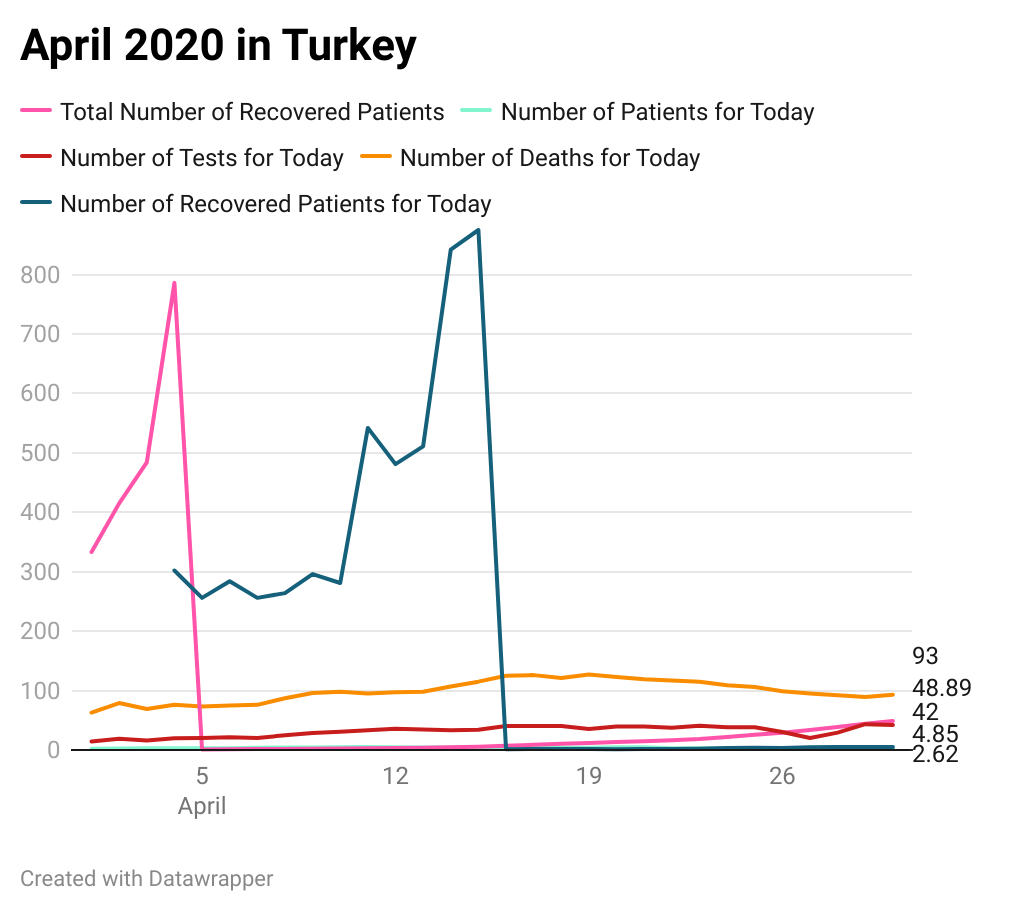 April 2020 in Turkey
Total Number of Recovered Patients Number of Patients for Today
Number of Tests for Today Number of Deaths for Today
Number of Recovered Patients for Today
800
700
600
500
400
300
200
100
0
93
48.89
42
4.85
2.62
5 12 19 26
April
Created with Datawrapper